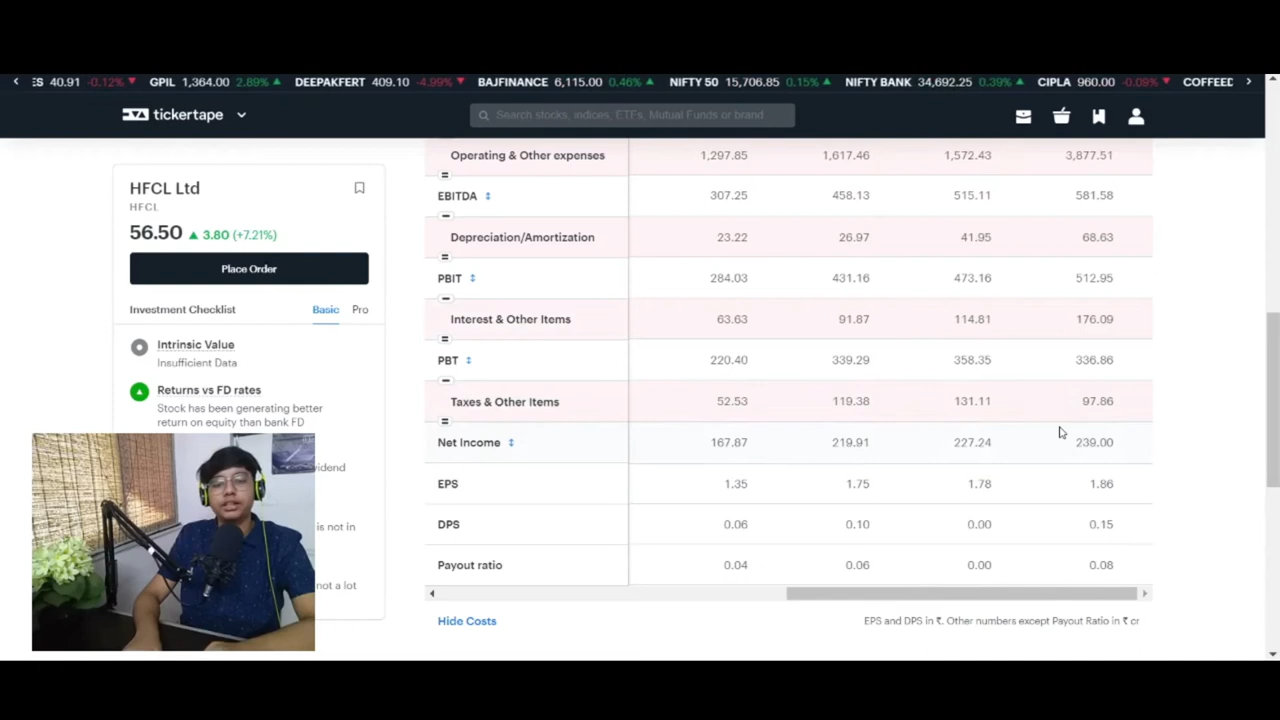 ES 40.91 -0.12% GPIL 1,364.00 2.89% DEEPAKFERT 409.10 -4.99% BAJFINANCE 6,115.00 0.46% NIFTY 50 15,706.85 0.15% NIFTY BANK 34,692.25 0.39% CIPLA 960.00 -0.09% COFFEED
tickertape
Search stocks, indices, ETFs, Mutual Funds or brand
HFCL Ltd
HFCL
56.50 3.80 (+7.21%)
Place Order
Investment Checklist Basic Pro
Intrinsic Value
Insufficient Data
Returns vs FD rates
Stock has been generating better
return on equity than bank FD
vidend
is not in
not a lot
Operating & Other expenses 1,297.85 1,617.46 1,572.43 3,877.51
EBITDA 307.25 458.13 515.11 581.58
Depreciation/Amortization 23.22 26.97 41.95 68.63
PBIT 284.03 431.16 473.16 512.95
Interest & Other Items 63.63 91.87 114.81 176.09
PBT 220.40 339.29 358.35 336.86
Taxes & Other Items 52.53 119.38 131.11 97.86
Net Income 167.87 219.91 227.24 239.00
EPS 1.35 1.75 1.78 1.86
DPS 0.06 0.10 0.00 0.15
Payout ratio 0.04 0.06 0.00 0.08
Hide Costs
EPS and DPS in ₹. Other numbers except Payout Ratio in ₹ cr